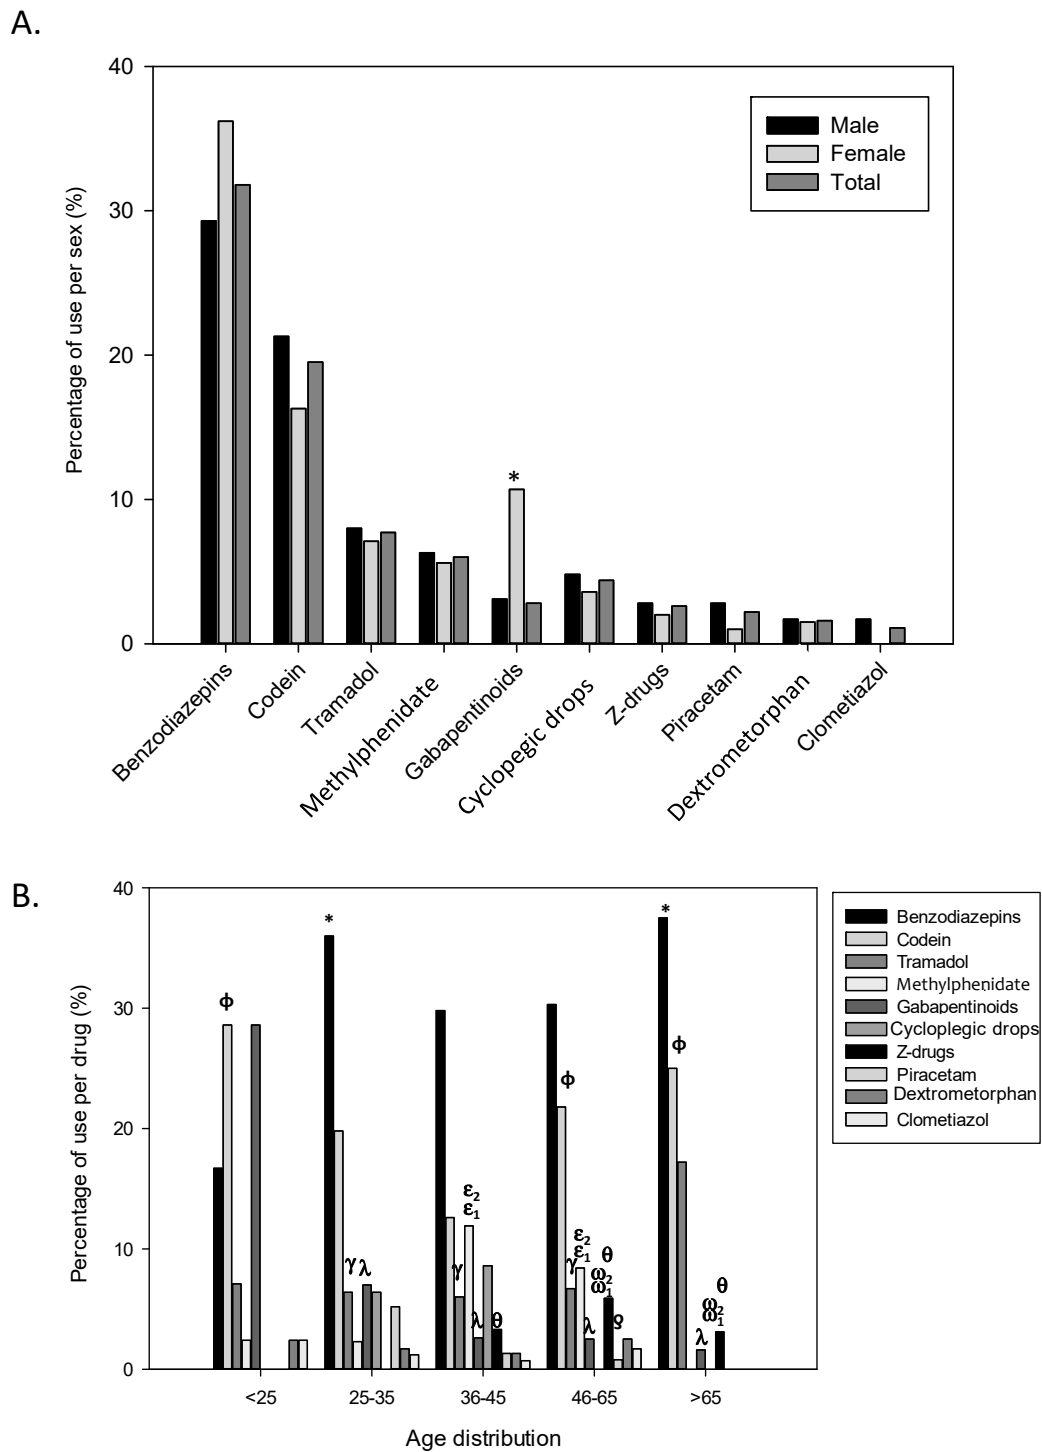 A.
40
30
20
10
0
Percentage of use per sex (%)
Male
Female
Total
*
Benzodiazepins
Codein
Tramadol
Methylphenidate
Gabapentinoids
Cyclopegic drops
Z-drugs
Piracetam
Dextrometorphan
Clometiazol
B.
40
30
20
10
0
Percentage of use per drug (%)
Benzodiazepins
Codein
Tramadol
Methylphenidate
Gabapentinoids
Cycloplegic drops
Z-drugs
Piracetam
Dextrometorphan
Clometiazol
ϕ
*
γ λ
γ
ε2
ε1
λ
θ
ϕ
γ
ε2
ε1
λ
θ
ω2
ω1
ϱ
*
ϕ
λ
θ
ω2
ω1
<25
25-35
36-45
46-65
>65
Age distribution